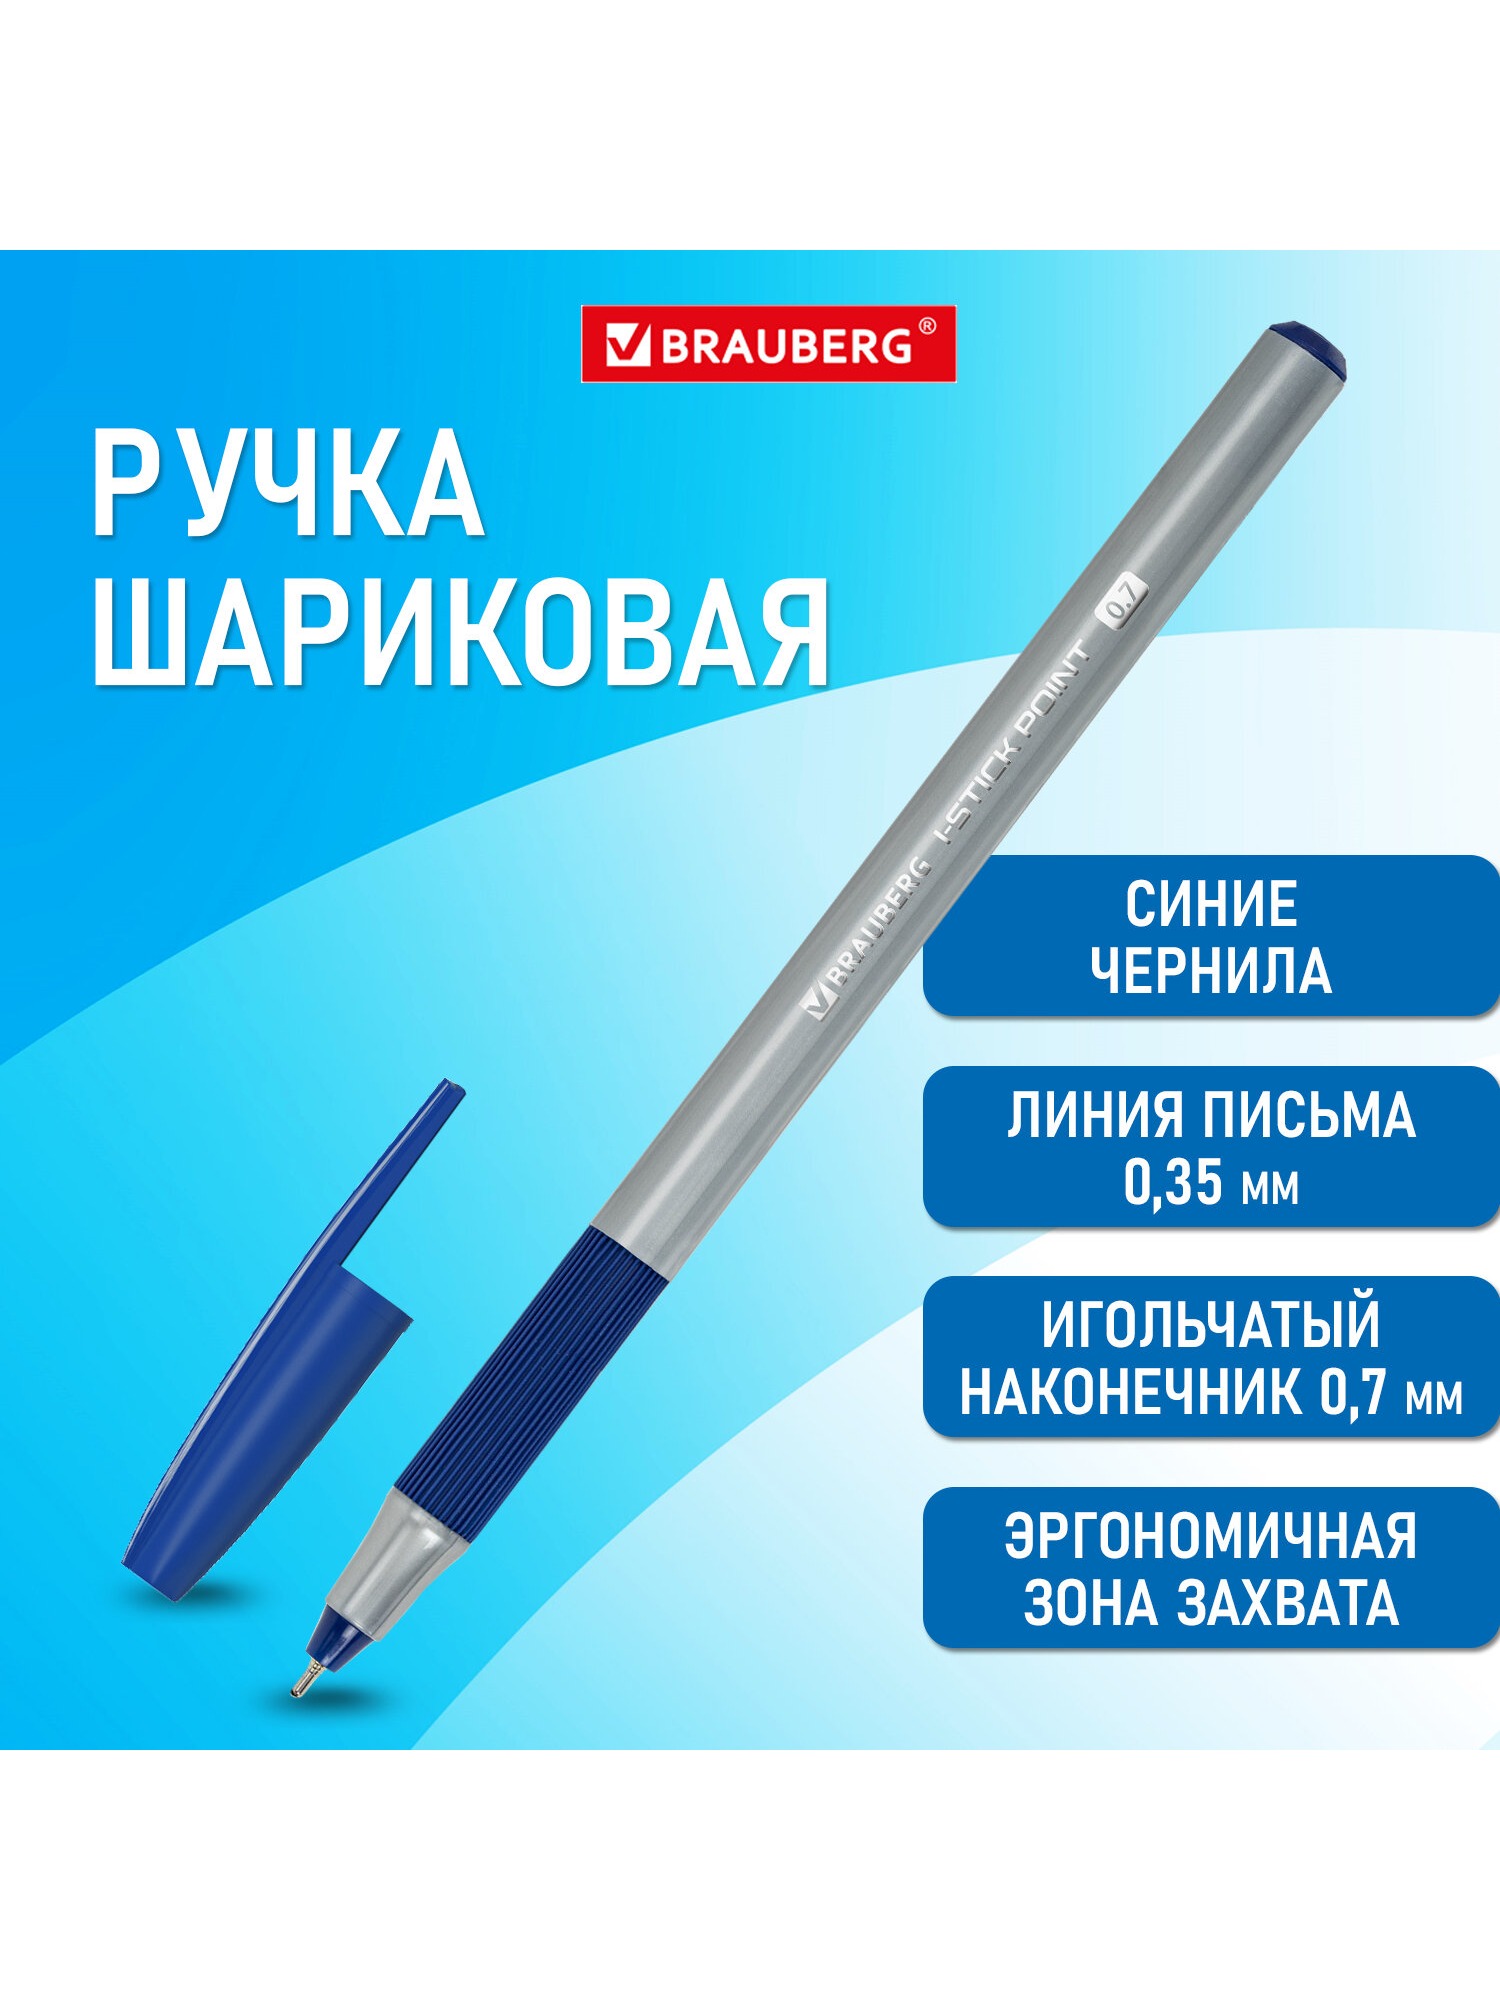 BRAUBERG®
РУЧКА
ШАРИКОВАЯ
BRAUBERG I-STICK POINT 0.7
СИНИЕ
ЧЕРНИЛА
ЛИНИЯ ПИСЬМА
0,35 мм
ИГОЛЬЧАТЫЙ
НАКОНЕЧНИК 0,7 мм
ЭРГОНОМИЧНАЯ
ЗОНА ЗАХВАТА